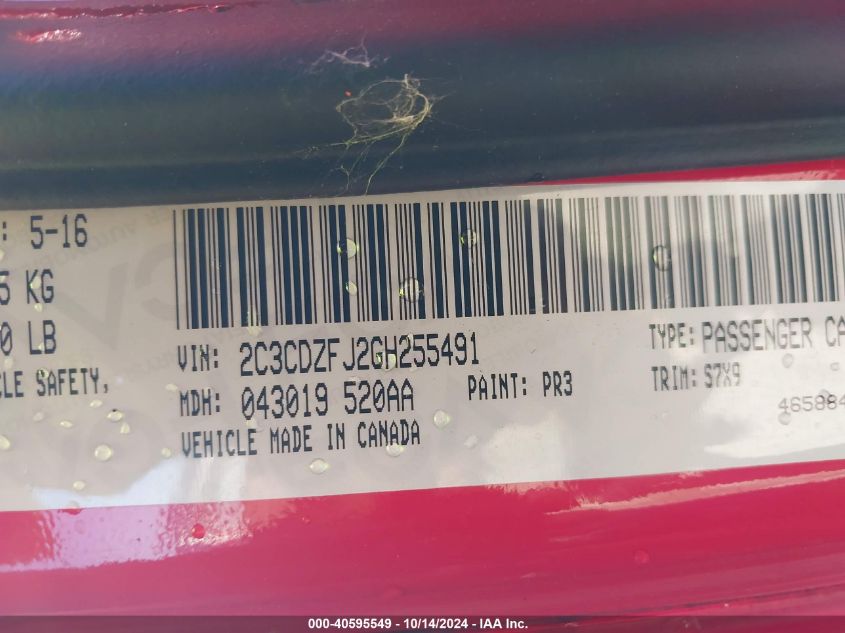 : 5-16
5 KG
0 LB
CLE SAFETY,
VIN: 2C3CDZFJ2GH255491
TYPE: PASSENGER CA
MDH: 043019 520AA
PAINT: PR3
TRIM: S7X9
VEHICLE MADE IN CANADA
465884
000-40595549 - 10/14/2024 - IAA Inc.